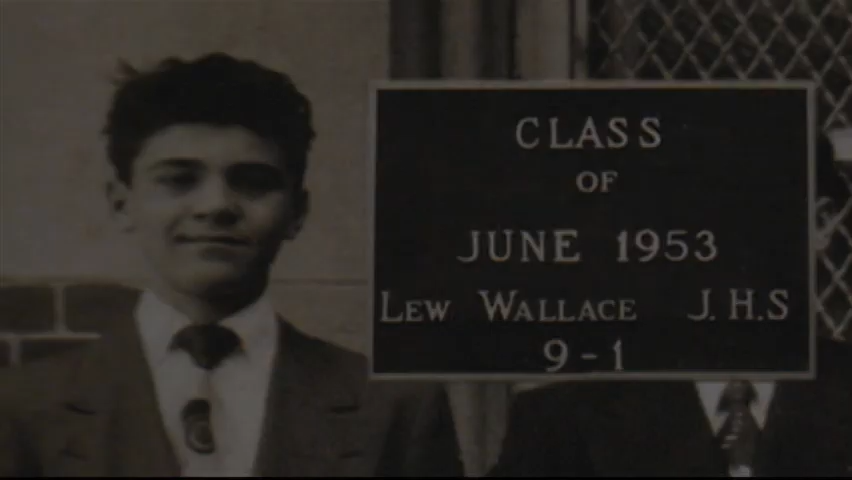 CLASS
OF
JUNE 1953
LEW WALLACE J.H.S
9-1